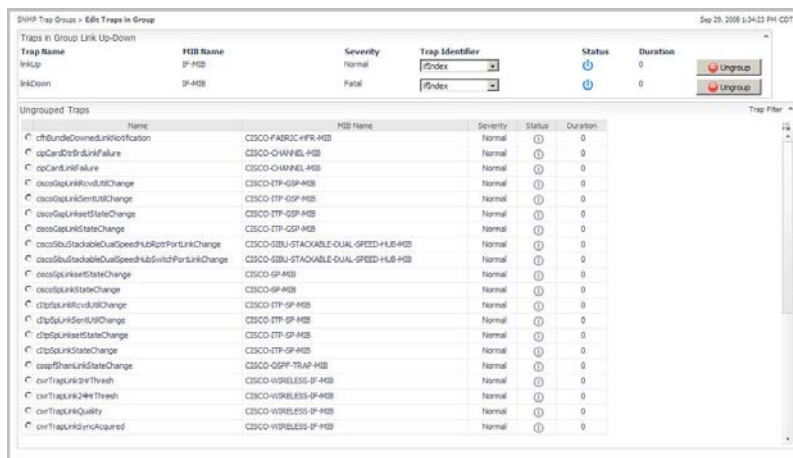 SNMP Trap Groups > Edit Traps in Group Sep 29, 2008 1:34:23 PM CDT
Traps in Group Link Up-Down
Trap Name MIB Name Severity Trap Identifier Status Duration
linkUp IF-MIB Normal ifIndex 0 Ungroup
linkDown IF-MIB Fatal ifIndex 0 Ungroup
Ungrouped Traps Trap Filter
Name MIB Name Severity Status Duration
cfhBundleDownedLinkNotification CISCO-FABRIC-HFR-MIB Normal 0
cipCardDtrBrdLinkFailure CISCO-CHANNEL-MIB Normal 0
cipCardLinkFailure CISCO-CHANNEL-MIB Normal 0
ciscoGspLinkRcvdUtilChange CISCO-ITP-GSP-MIB Normal 0
ciscoGspLinkSentUtilChange CISCO-ITP-GSP-MIB Normal 0
ciscoGspLinksetStateChange CISCO-ITP-GSP-MIB Normal 0
ciscoGspLinkStateChange CISCO-ITP-GSP-MIB Normal 0
ciscoSibuStackableDualSpeedHubRptrPortLinkChange CISCO-SIBU-STACKABLE-DUAL-SPEED-HUB-MIB Normal 0
ciscoSibuStackableDualSpeedHubSwitchPortLinkChange CISCO-SIBU-STACKABLE-DUAL-SPEED-HUB-MIB Normal 0
ciscoSpLinksetStateChange CISCO-SP-MIB Normal 0
ciscoSpLinkStateChange CISCO-SP-MIB Normal 0
cItpSpLinkRcvdUtilChange CISCO-ITP-SP-MIB Normal 0
cItpSpLinkSentUtilChange CISCO-ITP-SP-MIB Normal 0
cItpSpLinksetStateChange CISCO-ITP-SP-MIB Normal 0
cItpSpLinkStateChange CISCO-ITP-SP-MIB Normal 0
cospfShamLinkStateChange CISCO-OSPF-TRAP-MIB Normal 0
cwrTrapLink1HrThresh CISCO-WIRELESS-IF-MIB Normal 0
cwrTrapLink24HrThresh CISCO-WIRELESS-IF-MIB Normal 0
cwrTrapLinkQuality CISCO-WIRELESS-IF-MIB Normal 0
cwrTrapLinkSyncAcquired CISCO-WIRELESS-IF-MIB Normal 0